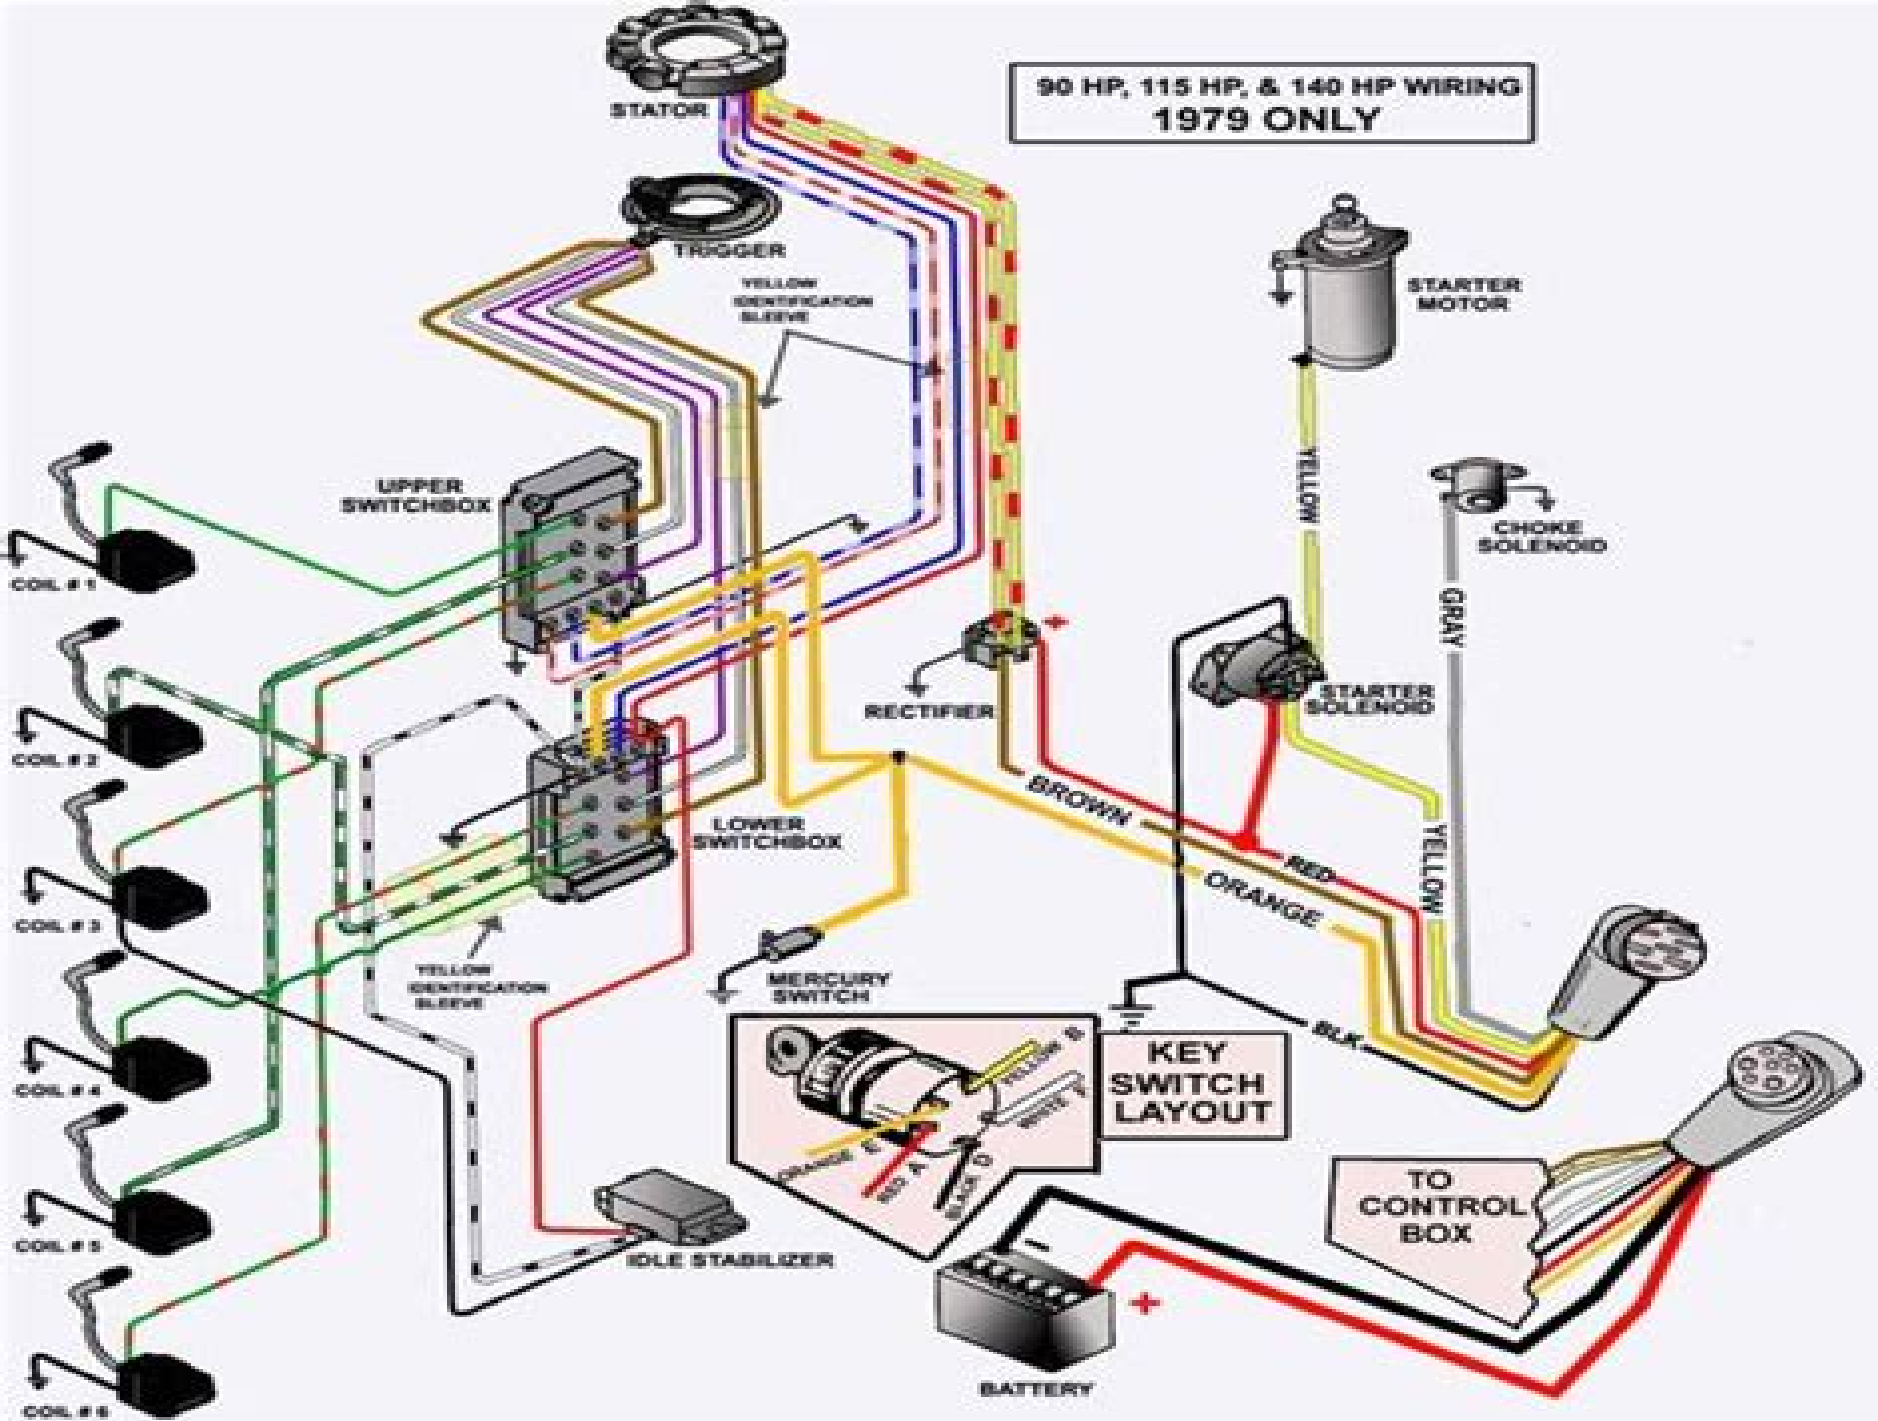 STATOR
90 HP, 115 HP, & 140 HP WIRING
1979 ONLY
TRIGGER
YELLOW
IDENTIFICATION
SLEEVE
STARTER
MOTOR
UPPER
SWITCHBOX
YELLOW
CHOKE
SOLENOID
COIL # 1
GRAY
STARTER
SOLENOID
RECTIFIER
+
COIL # 2
BROWN
LOWER
SWITCHBOX
RED
YELLOW
ORANGE
COIL # 3
YELLOW
IDENTIFICATION
SLEEVE
MERCURY
SWITCH
BLK
KEY
SWITCH
LAYOUT
YELLOW B
WHITE F
ORANGE E
RED A
BLACK D
COIL # 4
TO
CONTROL
BOX
COIL # 5
IDLE STABILIZER
-
+
BATTERY
COIL # 6